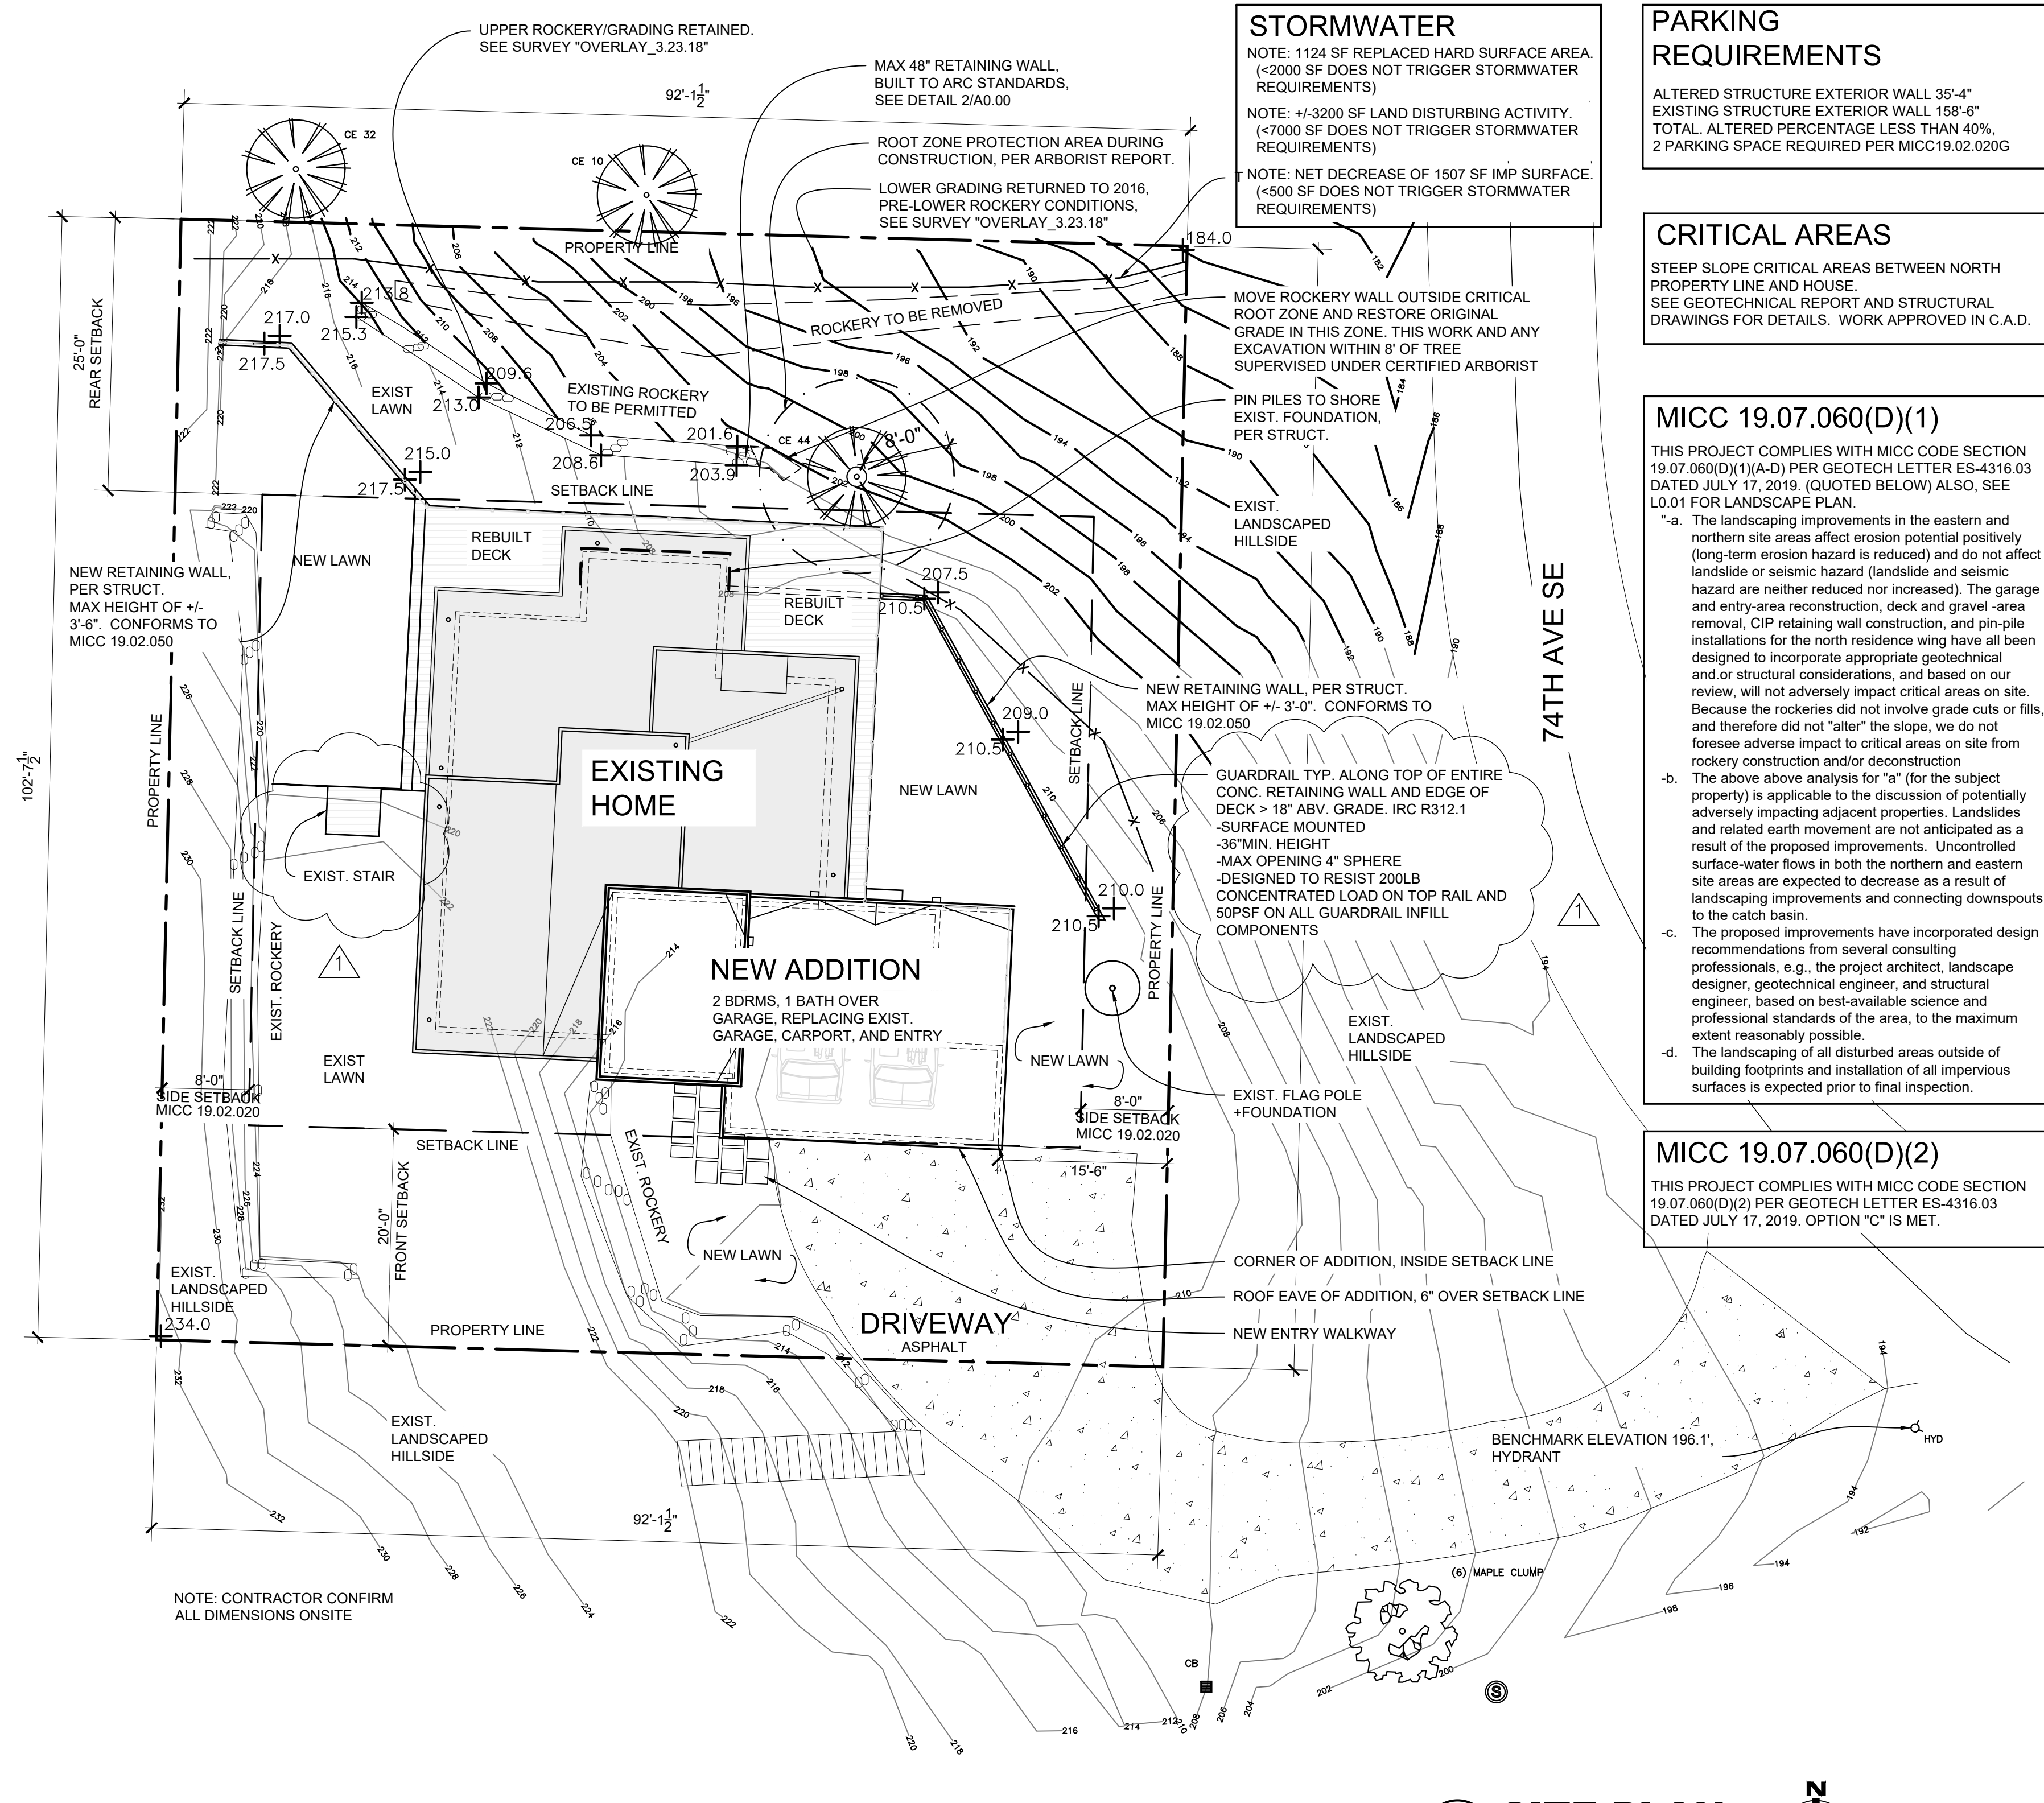 UPPER ROCKERY/GRADING RETAINED.
SEE SURVEY "OVERLAY_3.23.18"
MAX 48" RETAINING WALL,
BUILT TO ARC STANDARDS,
SEE DETAIL 2/A0.00
92'-1 1/2"
CE 32
CE 10
ROOT ZONE PROTECTION AREA DURING
CONSTRUCTION, PER ARBORIST REPORT.
LOWER GRADING RETURNED TO 2016,
PRE-LOWER ROCKERY CONDITIONS,
SEE SURVEY "OVERLAY_3.23.18"
STORMWATER
NOTE: 1124 SF REPLACED HARD SURFACE AREA.
(<2000 SF DOES NOT TRIGGER STORMWATER
REQUIREMENTS)
NOTE: +/-3200 SF LAND DISTURBING ACTIVITY.
(<7000 SF DOES NOT TRIGGER STORMWATER
REQUIREMENTS)
T NOTE: NET DECREASE OF 1507 SF IMP SURFACE.
(<500 SF DOES NOT TRIGGER STORMWATER
REQUIREMENTS)
PARKING
REQUIREMENTS
ALTERED STRUCTURE EXTERIOR WALL 35'-4"
EXISTING STRUCTURE EXTERIOR WALL 158'-6"
TOTAL. ALTERED PERCENTAGE LESS THAN 40%,
2 PARKING SPACE REQUIRED PER MICC19.02.020G
CRITICAL AREAS
STEEP SLOPE CRITICAL AREAS BETWEEN NORTH
PROPERTY LINE AND HOUSE.
SEE GEOTECHNICAL REPORT AND STRUCTURAL
DRAWINGS FOR DETAILS. WORK APPROVED IN C.A.D.
MICC 19.07.060(D)(1)
THIS PROJECT COMPLIES WITH MICC CODE SECTION
19.07.060(D)(1)(A-D) PER GEOTECH LETTER ES-4316.03
DATED JULY 17, 2019. (QUOTED BELOW) ALSO, SEE
L0.01 FOR LANDSCAPE PLAN.
"-a. The landscaping improvements in the eastern and
northern site areas affect erosion potential positively
(long-term erosion hazard is reduced) and do not affect
landslide or seismic hazard (landslide and seismic
hazard are neither reduced nor increased). The garage
and entry-area reconstruction, deck and gravel -area
removal, CIP retaining wall construction, and pin-pile
installations for the north residence wing have all been
designed to incorporate appropriate geotechnical
and.or structural considerations, and based on our
review, will not adversely impact critical areas on site.
Because the rockeries did not involve grade cuts or fills,
and therefore did not "alter" the slope, we do not
foresee adverse impact to critical areas on site from
rockery construction and/or deconstruction
-b. The above above analysis for "a" (for the subject
property) is applicable to the discussion of potentially
adversely impacting adjacent properties. Landslides
and related earth movement are not anticipated as a
result of the proposed improvements. Uncontrolled
surface-water flows in both the northern and eastern
site areas are expected to decrease as a result of
landscaping improvements and connecting downspouts
to the catch basin.
-c. The proposed improvements have incorporated design
recommendations from several consulting
professionals, e.g., the project architect, landscape
designer, geotechnical engineer, and structural
engineer, based on best-available science and
professional standards of the area, to the maximum
extent reasonably possible.
-d. The landscaping of all disturbed areas outside of
building footprints and installation of all impervious
surfaces is expected prior to final inspection.
MICC 19.07.060(D)(2)
THIS PROJECT COMPLIES WITH MICC CODE SECTION
19.07.060(D)(2) PER GEOTECH LETTER ES-4316.03
DATED JULY 17, 2019. OPTION "C" IS MET.
PROPERTY LINE
184.0
25'-0"
REAR SETBACK
217.0
217.5
213.8
215.3
ROCKERY TO BE REMOVED
EXIST
LAWN
209.6
213.0
EXISTING ROCKERY
TO BE PERMITTED
206.5
208.6
201.6
203.9
CE 44
8'-0"
MOVE ROCKERY WALL OUTSIDE CRITICAL
ROOT ZONE AND RESTORE ORIGINAL
GRADE IN THIS ZONE. THIS WORK AND ANY
EXCAVATION WITHIN 8' OF TREE
SUPERVISED UNDER CERTIFIED ARBORIST
PIN PILES TO SHORE
EXIST. FOUNDATION,
PER STRUCT.
215.0
217.5
SETBACK LINE
EXIST.
LANDSCAPED
HILLSIDE
74TH AVE SE
REBUILT
DECK
NEW LAWN
NEW RETAINING WALL,
PER STRUCT.
MAX HEIGHT OF +/-
3'-6". CONFORMS TO
MICC 19.02.050
207.5
210.5
REBUILT
DECK
102'-7 1/2"
PROPERTY LINE
EXISTING
HOME
NEW RETAINING WALL, PER STRUCT.
MAX HEIGHT OF +/- 3'-0". CONFORMS TO
MICC 19.02.050
209.0
210.5
SETBACK LINE
NEW LAWN
GUARDRAIL TYP. ALONG TOP OF ENTIRE
CONC. RETAINING WALL AND EDGE OF
DECK > 18" ABV. GRADE. IRC R312.1
-SURFACE MOUNTED
-36"MIN. HEIGHT
-MAX OPENING 4" SPHERE
-DESIGNED TO RESIST 200LB
CONCENTRATED LOAD ON TOP RAIL AND
50PSF ON ALL GUARDRAIL INFILL
COMPONENTS
1
EXIST. STAIR
1
210.0
210.5
PROPERTY LINE
SETBACK LINE
EXIST. ROCKERY
NEW ADDITION
2 BDRMS, 1 BATH OVER
GARAGE, REPLACING EXIST.
GARAGE, CARPORT, AND ENTRY
EXIST
LAWN
NEW LAWN
EXIST.
LANDSCAPED
HILLSIDE
8'-0"
SIDE SETBACK
MICC 19.02.020
8'-0"
SIDE SETBACK
MICC 19.02.020
EXIST. FLAG POLE
+FOUNDATION
SETBACK LINE
15'-6"
EXIST. ROCKERY
20'-0"
FRONT SETBACK
NEW LAWN
CORNER OF ADDITION, INSIDE SETBACK LINE
ROOF EAVE OF ADDITION, 6" OVER SETBACK LINE
NEW ENTRY WALKWAY
EXIST.
LANDSCAPED
HILLSIDE
234.0
PROPERTY LINE
DRIVEWAY
ASPHALT
EXIST.
LANDSCAPED
HILLSIDE
BENCHMARK ELEVATION 196.1',
HYDRANT
HYD
92'-1 1/2"
NOTE: CONTRACTOR CONFIRM
ALL DIMENSIONS ONSITE
(6) MAPLE CLUMP
CB
S
N